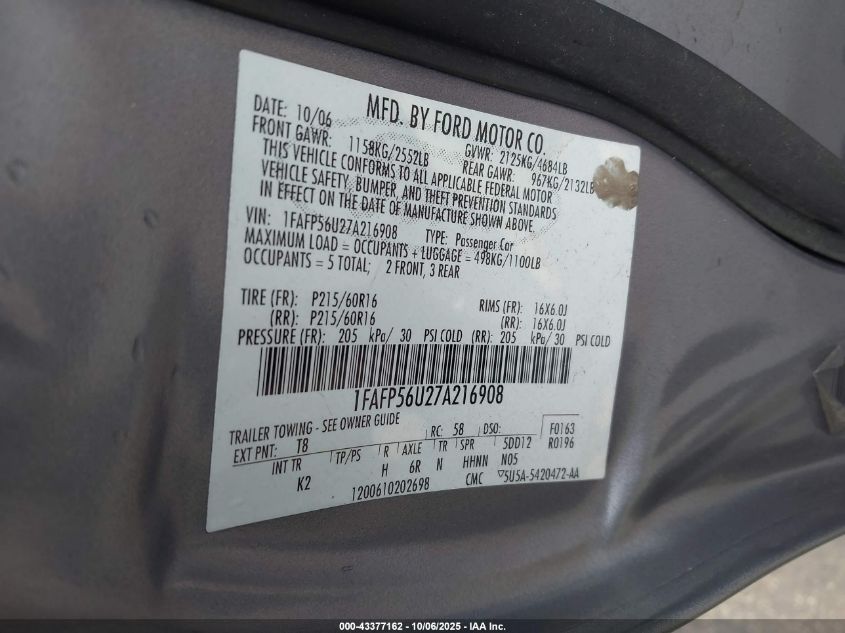 MFD. BY FORD MOTOR CO.
DATE: 10/06 GVWR: 2125KG/4684LB
FRONT GAWR: 1158KG/2552LB REAR GAWR: 967KG/2132LB
THIS VEHICLE CONFORMS TO ALL APPLICABLE FEDERAL MOTOR
VEHICLE SAFETY, BUMPER, AND THEFT PREVENTION STANDARDS
IN EFFECT ON THE DATE OF MANUFACTURE SHOWN ABOVE
VIN: 1FAFP56U27A216908 TYPE: Passenger Car
MAXIMUM LOAD = OCCUPANTS + LUGGAGE = 498KG/1100LB
OCCUPANTS = 5 TOTAL; 2 FRONT, 3 REAR
TIRE (FR): P215/60R16 RIMS (FR): 16X6.0J
(RR): P215/60R16 (RR): 16X6.0J
PRESSURE (FR): 205 kPa/ 30 PSI COLD (RR): 205 kPa/ 30 PSI COLD
1FAFP56U27A216908
TRAILER TOWING - SEE OWNER GUIDE RC: 58 DSO: F0163
EXT PNT: T8 5DD12 R0196
INT TR TP/PS R AXLE TR SPR N05
K2 H 6R N HHNN
1200610202698 CMC ▽5U5A-5420472-AA
000-43377162 - 10/06/2025 - IAA Inc.